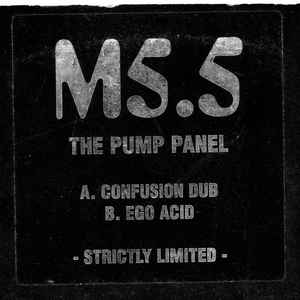 M5.5
THE PUMP PANEL
A. CONFUSION DUB
B. EGO ACID
- STRICTLY LIMITED -